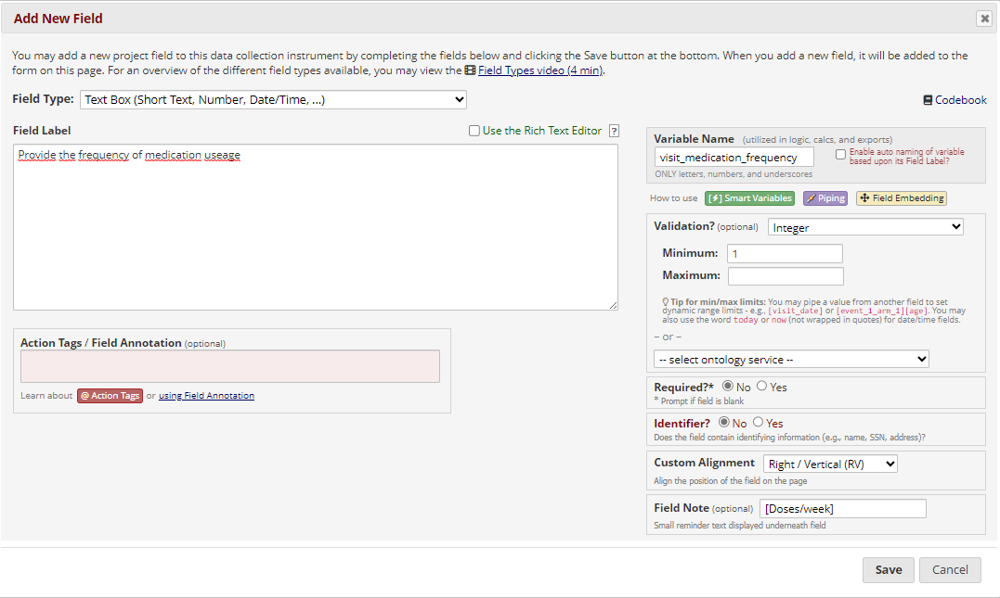 Add New Field
You may add a new project field to this data collection instrument by completing the fields below and clicking the Save button at the bottom. When you add a new field, it will be added to the
form on this page. For an overview of the different field types available, you may view the Field Types video (4 min).
Field Type: Text Box (Short Text, Number, Date/Time, ...)
Codebook
Field Label
Use the Rich Text Editor ?
Provide the frequency of medication useage
Action Tags / Field Annotation (optional)
Learn about @ Action Tags or using Field Annotation
Variable Name (utilized in logic, calcs, and exports)
visit_medication_frequency
Enable auto naming of variable
based upon its Field Label?
ONLY letters, numbers, and underscores
How to use [⚡] Smart Variables Piping Field Embedding
Validation? (optional) Integer
Minimum: 1
Maximum:
Tip for min/max limits: You may pipe a value from another field to set
dynamic range limits - e.g., [visit_date] or [event_1_arm_1][age]. You may
also use the word today or now (not wrapped in quotes) for date/time fields.
-- or --
-- select ontology service --
Required?* No Yes
* Prompt if field is blank
Identifier? No Yes
Does the field contain identifying information (e.g., name, SSN, address)?
Custom Alignment Right / Vertical (RV)
Align the position of the field on the page
Field Note (optional) [Doses/week]
Small reminder text displayed underneath field
Save Cancel